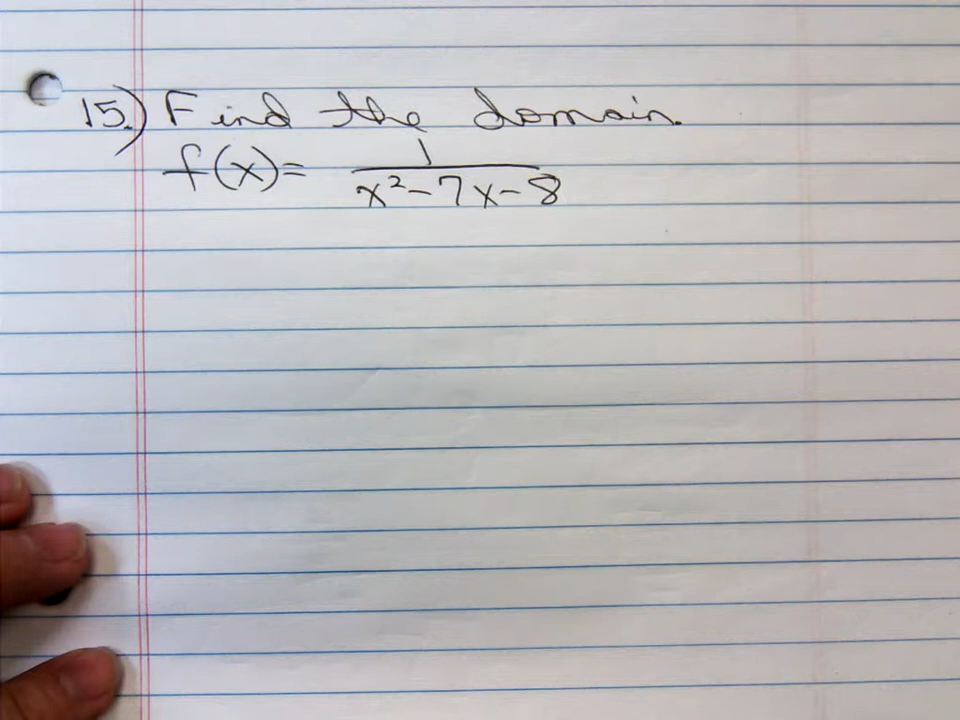 15.) Find the domain.
f(x)= 1/(x²-7x-8)